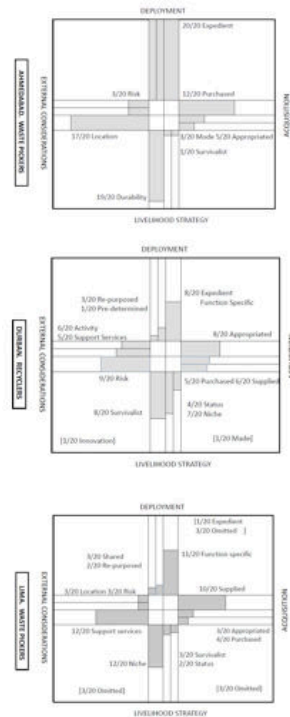 DEPLOYMENT
20/20 Expedient
3/20 Risk
12/20 Purchased
AHMEDABAD. WASTE PICKERS
EXTERNAL CONSIDERATIONS
ACQUISITION
17/20 Location
3/20 Made 5/20 Appropriated
1/20 Survivalist
19/20 Durability
LIVELIHOOD STRATEGY
DEPLOYMENT
3/20 Re-purposed
1/20 Pre-determined
8/20 Expedient
Function Specific
6/20 Activity
5/20 Support Services
8/20 Appropriated
DURBAN. RECYCLERS
EXTERNAL CONSIDERATIONS
9/20 Risk
5/20 Purchased 6/20 Supplied
8/20 Survivalist
4/20 Status
7/20 Niche
[1/20 Innovation]
[1/20 Made]
LIVELIHOOD STRATEGY
DEPLOYMENT
[1/20 Expedient
3/20 Omitted ]
3/20 Shared
2/20 Re-purposed
11/20 Function specific
3/20 Location 3/20 Risk
10/20 Supplied
LIMA. WASTE PICKERS
EXTERNAL CONSIDERATIONS
ACQUISITION
12/20 Support services
/20 Appropriated
/20 Purchased
12/20 Niche
3/20 Survivalist
2/20 Status
[3/20 Omitted]
LIVELIHOOD STRATEGY